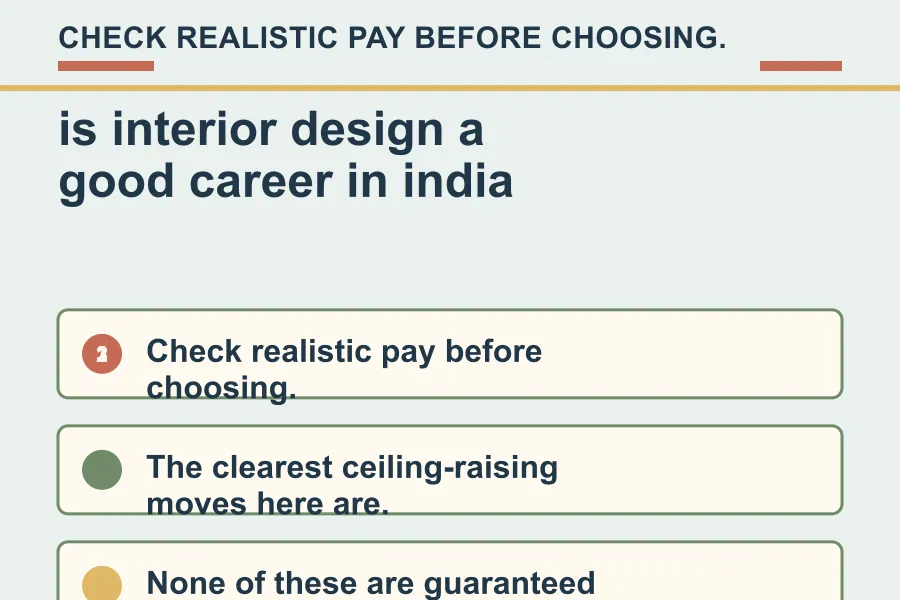 CHECK REALISTIC PAY BEFORE CHOOSING.
is interior design a
good career in india
Check realistic pay before
choosing.
The clearest ceiling-raising
moves here are.
None of these are guaranteed